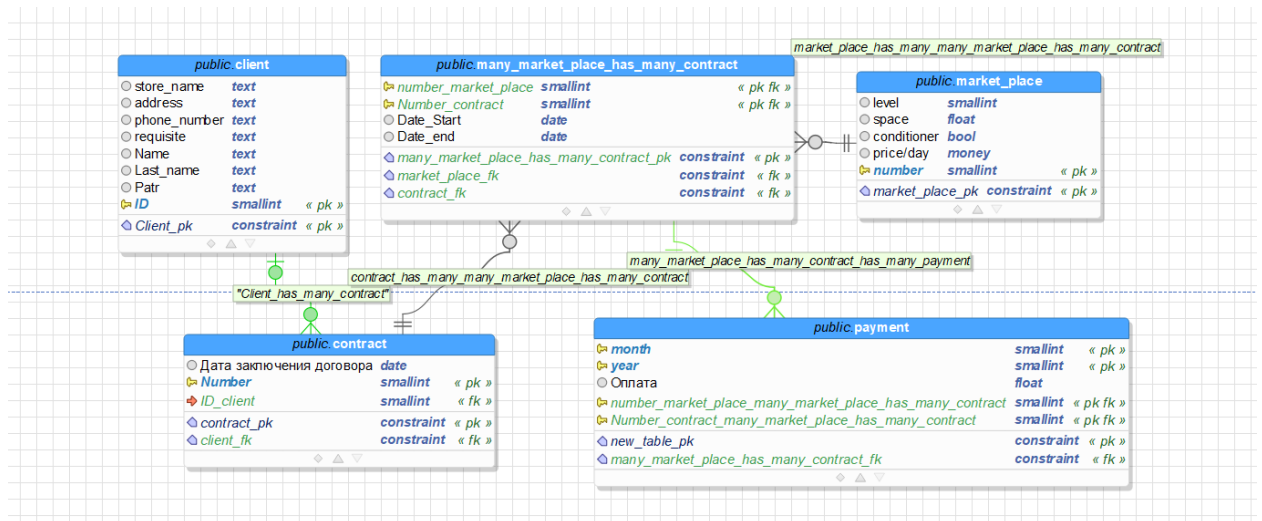 market_place_has_many_many_market_place_has_many_contract
public.client
store_name text
address text
phone_number text
requisite text
Name text
Last_name text
Patr text
ID smallint « pk »
Client_pk constraint « pk »
public.many_market_place_has_many_contract
number_market_place smallint « pk fk »
Number_contract smallint « pk fk »
Date_Start date
Date_end date
many_market_place_has_many_contract_pk constraint « pk »
market_place_fk constraint « fk »
contract_fk constraint « fk »
public.market_place
level smallint
space float
conditioner bool
price/day money
number smallint « pk »
market_place_pk constraint « pk »
many_market_place_has_many_contract_has_many_payment
contract_has_many_many_market_place_has_many_contract
"Client_has_many_contract"
public.contract
Дата заключения договора date
Number smallint « pk »
ID_client smallint « fk »
contract_pk constraint « pk »
client_fk constraint « fk »
public.payment
month smallint « pk »
year smallint « pk »
Оплата float
number_market_place_many_market_place_has_many_contract smallint « pk fk »
Number_contract_many_market_place_has_many_contract smallint « pk fk »
new_table_pk constraint « pk »
many_market_place_has_many_contract_fk constraint « fk »